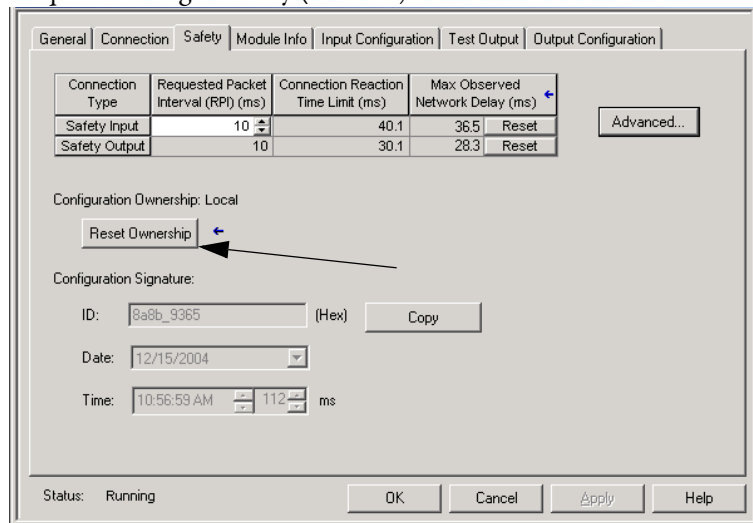 General Connection Safety Module Info Input Configuration Test Output Output Configuration
Connection Type Requested Packet Interval (RPI) (ms) Connection Reaction Time Limit (ms) Max Observed Network Delay (ms)
Safety Input 10 40.1 36.5 Reset
Safety Output 10 30.1 28.3 Reset
Advanced...
Configuration Ownership: Local
Reset Ownership
Configuration Signature:
ID: 8a8b_9365 (Hex) Copy
Date: 12/15/2004
Time: 10:56:59 AM 112 ms
Status: Running OK Cancel Apply Help